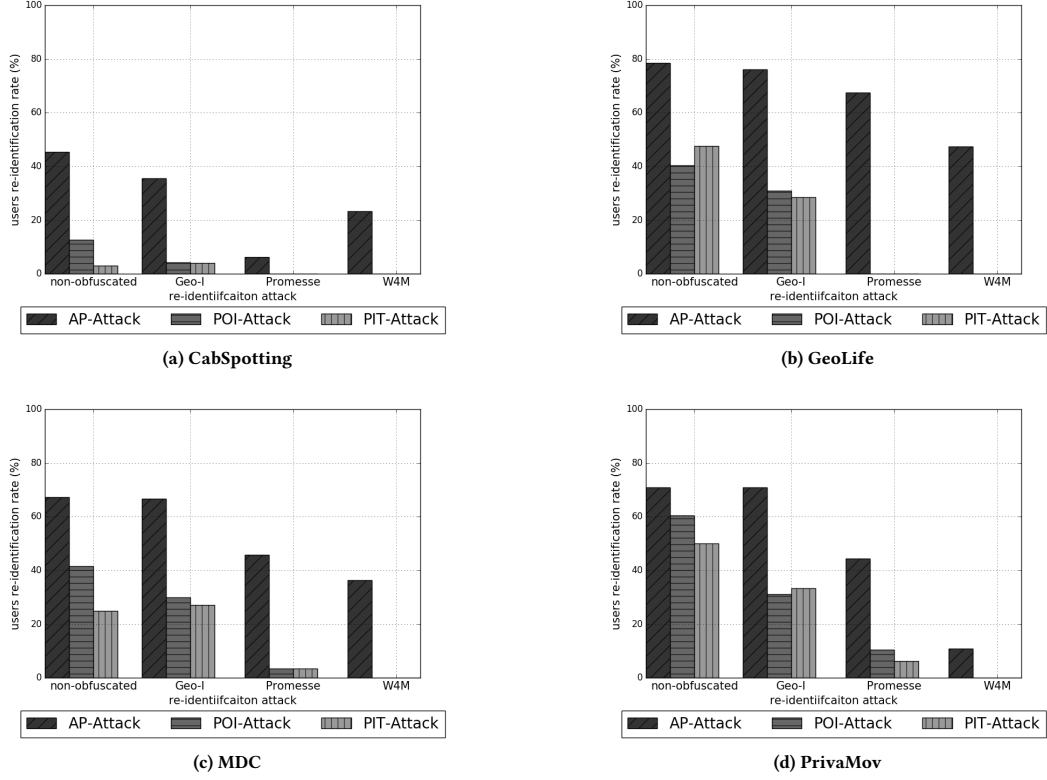 100
80
60
40
20
0
users re-identification rate (%)
non-obfuscated Geo-I Promesse W4M
re-identiifcaiton attack
AP-Attack POI-Attack PIT-Attack
(a) CabSpotting
100
80
60
40
20
0
users re-identification rate (%)
non-obfuscated Geo-I Promesse W4M
re-identiifcaiton attack
AP-Attack POI-Attack PIT-Attack
(b) GeoLife
100
80
60
40
20
0
users re-identification rate (%)
non-obfuscated Geo-I Promesse W4M
re-identiifcaiton attack
AP-Attack POI-Attack PIT-Attack
(c) MDC
100
80
60
40
20
0
users re-identification rate (%)
non-obfuscated Geo-I Promesse W4M
re-identiifcaiton attack
AP-Attack POI-Attack PIT-Attack
(d) PrivaMov